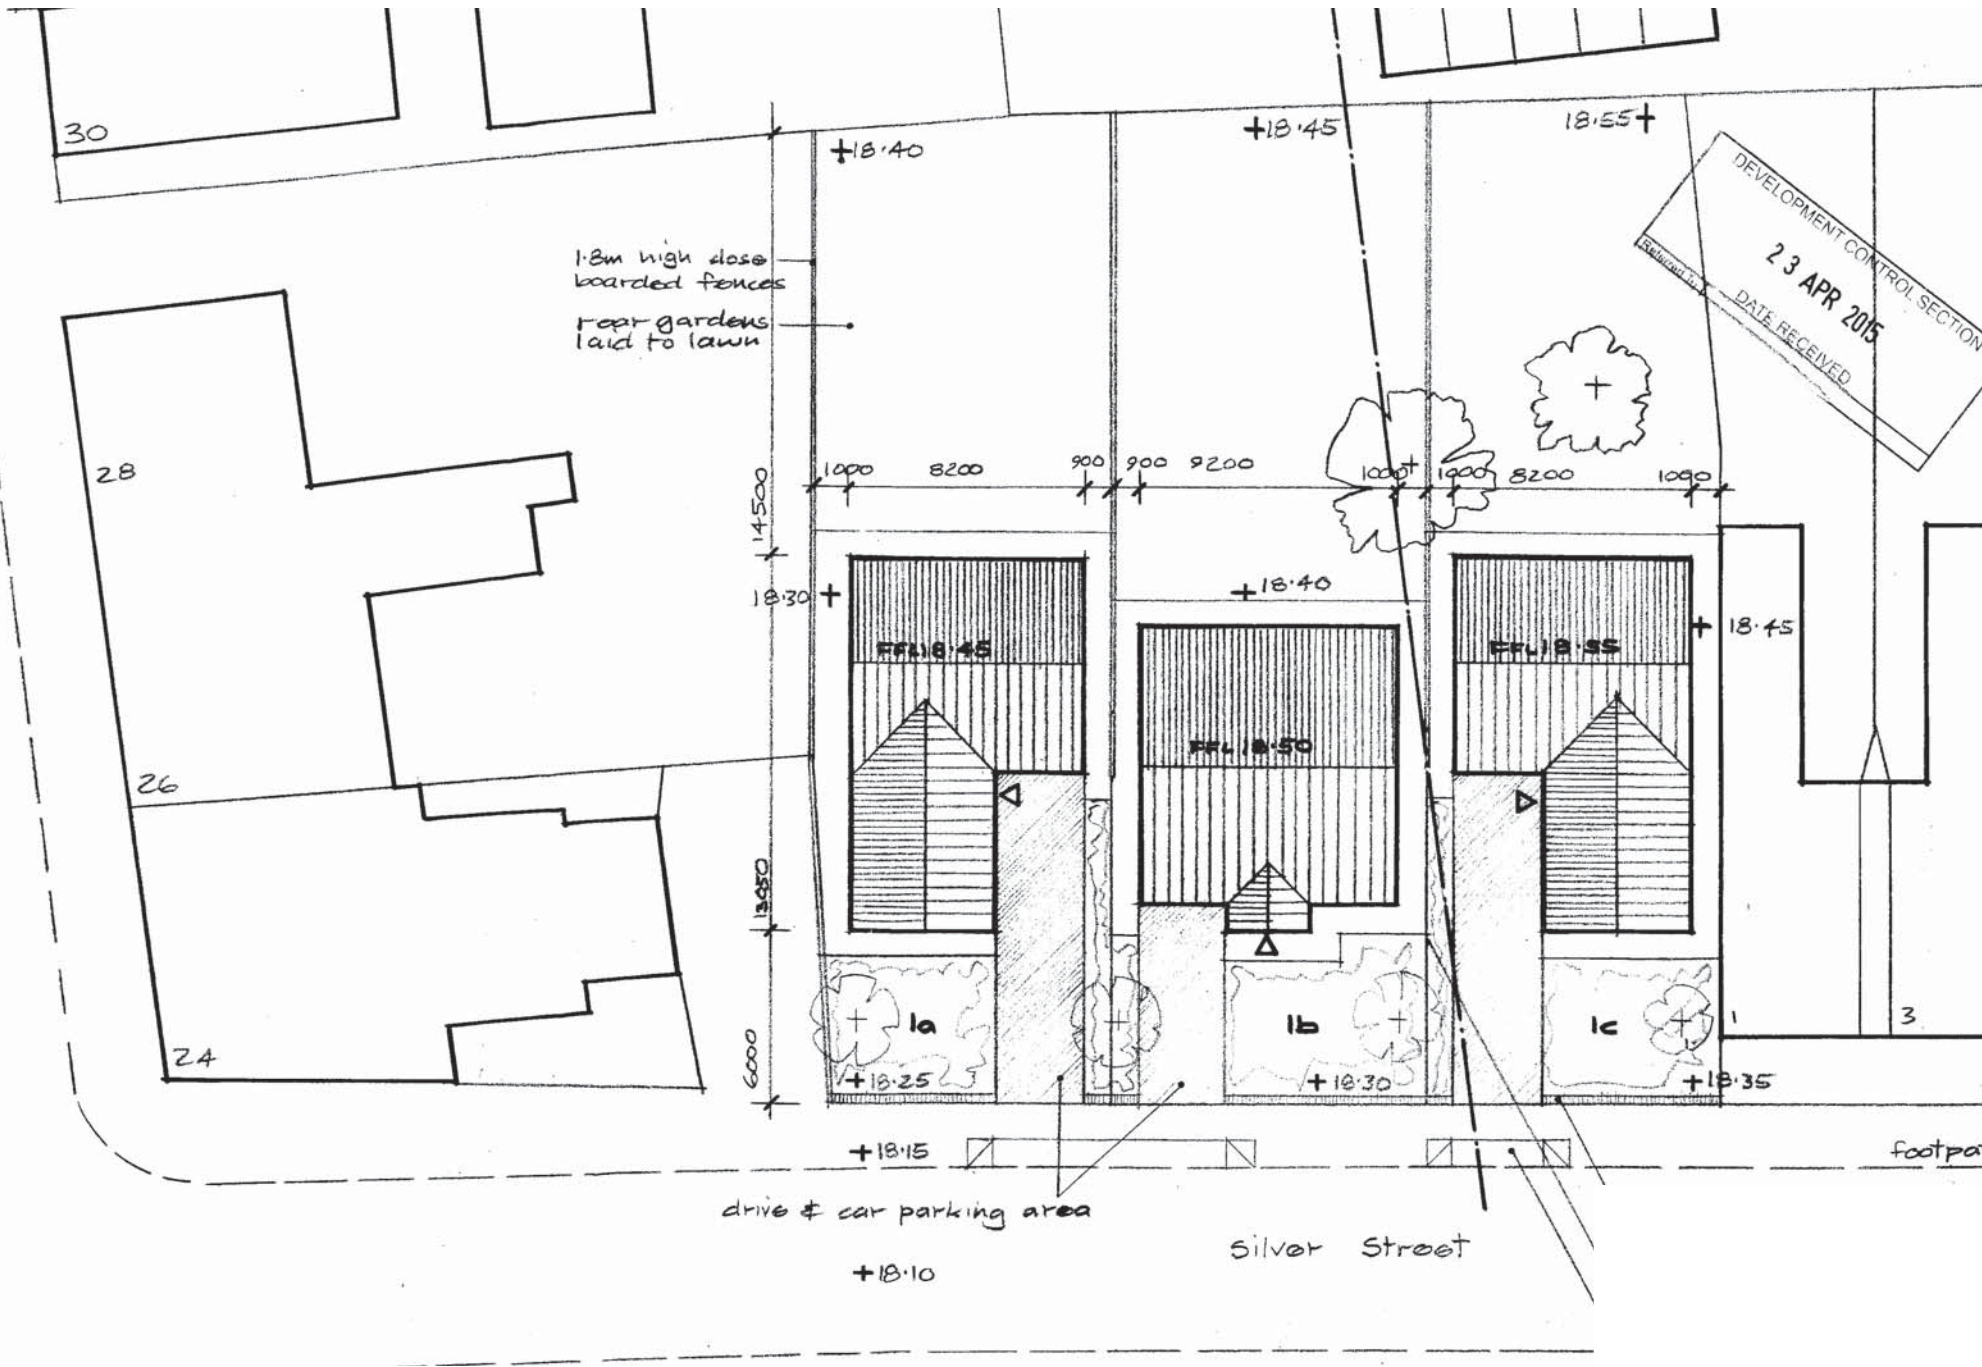 30
+18.40
+18.45
18.55+
DEVELOPMENT CONTROL SECTION
23 APR 2015
DATE RECEIVED
1.8m high close
boarded fences
rear gardens
laid to lawn
28
1000
8200
900
900
9200
1000
1000
8200
1000
14500
18.30+
+18.40
+18.45
FFL 18.45
FFL 18.55
FFL 18.50
26
13050
6000
1a
1b
1c
1
3
24
+18.25
+18.30
+18.35
+18.15
footpa
drive & car parking area
Silver Street
+18.10